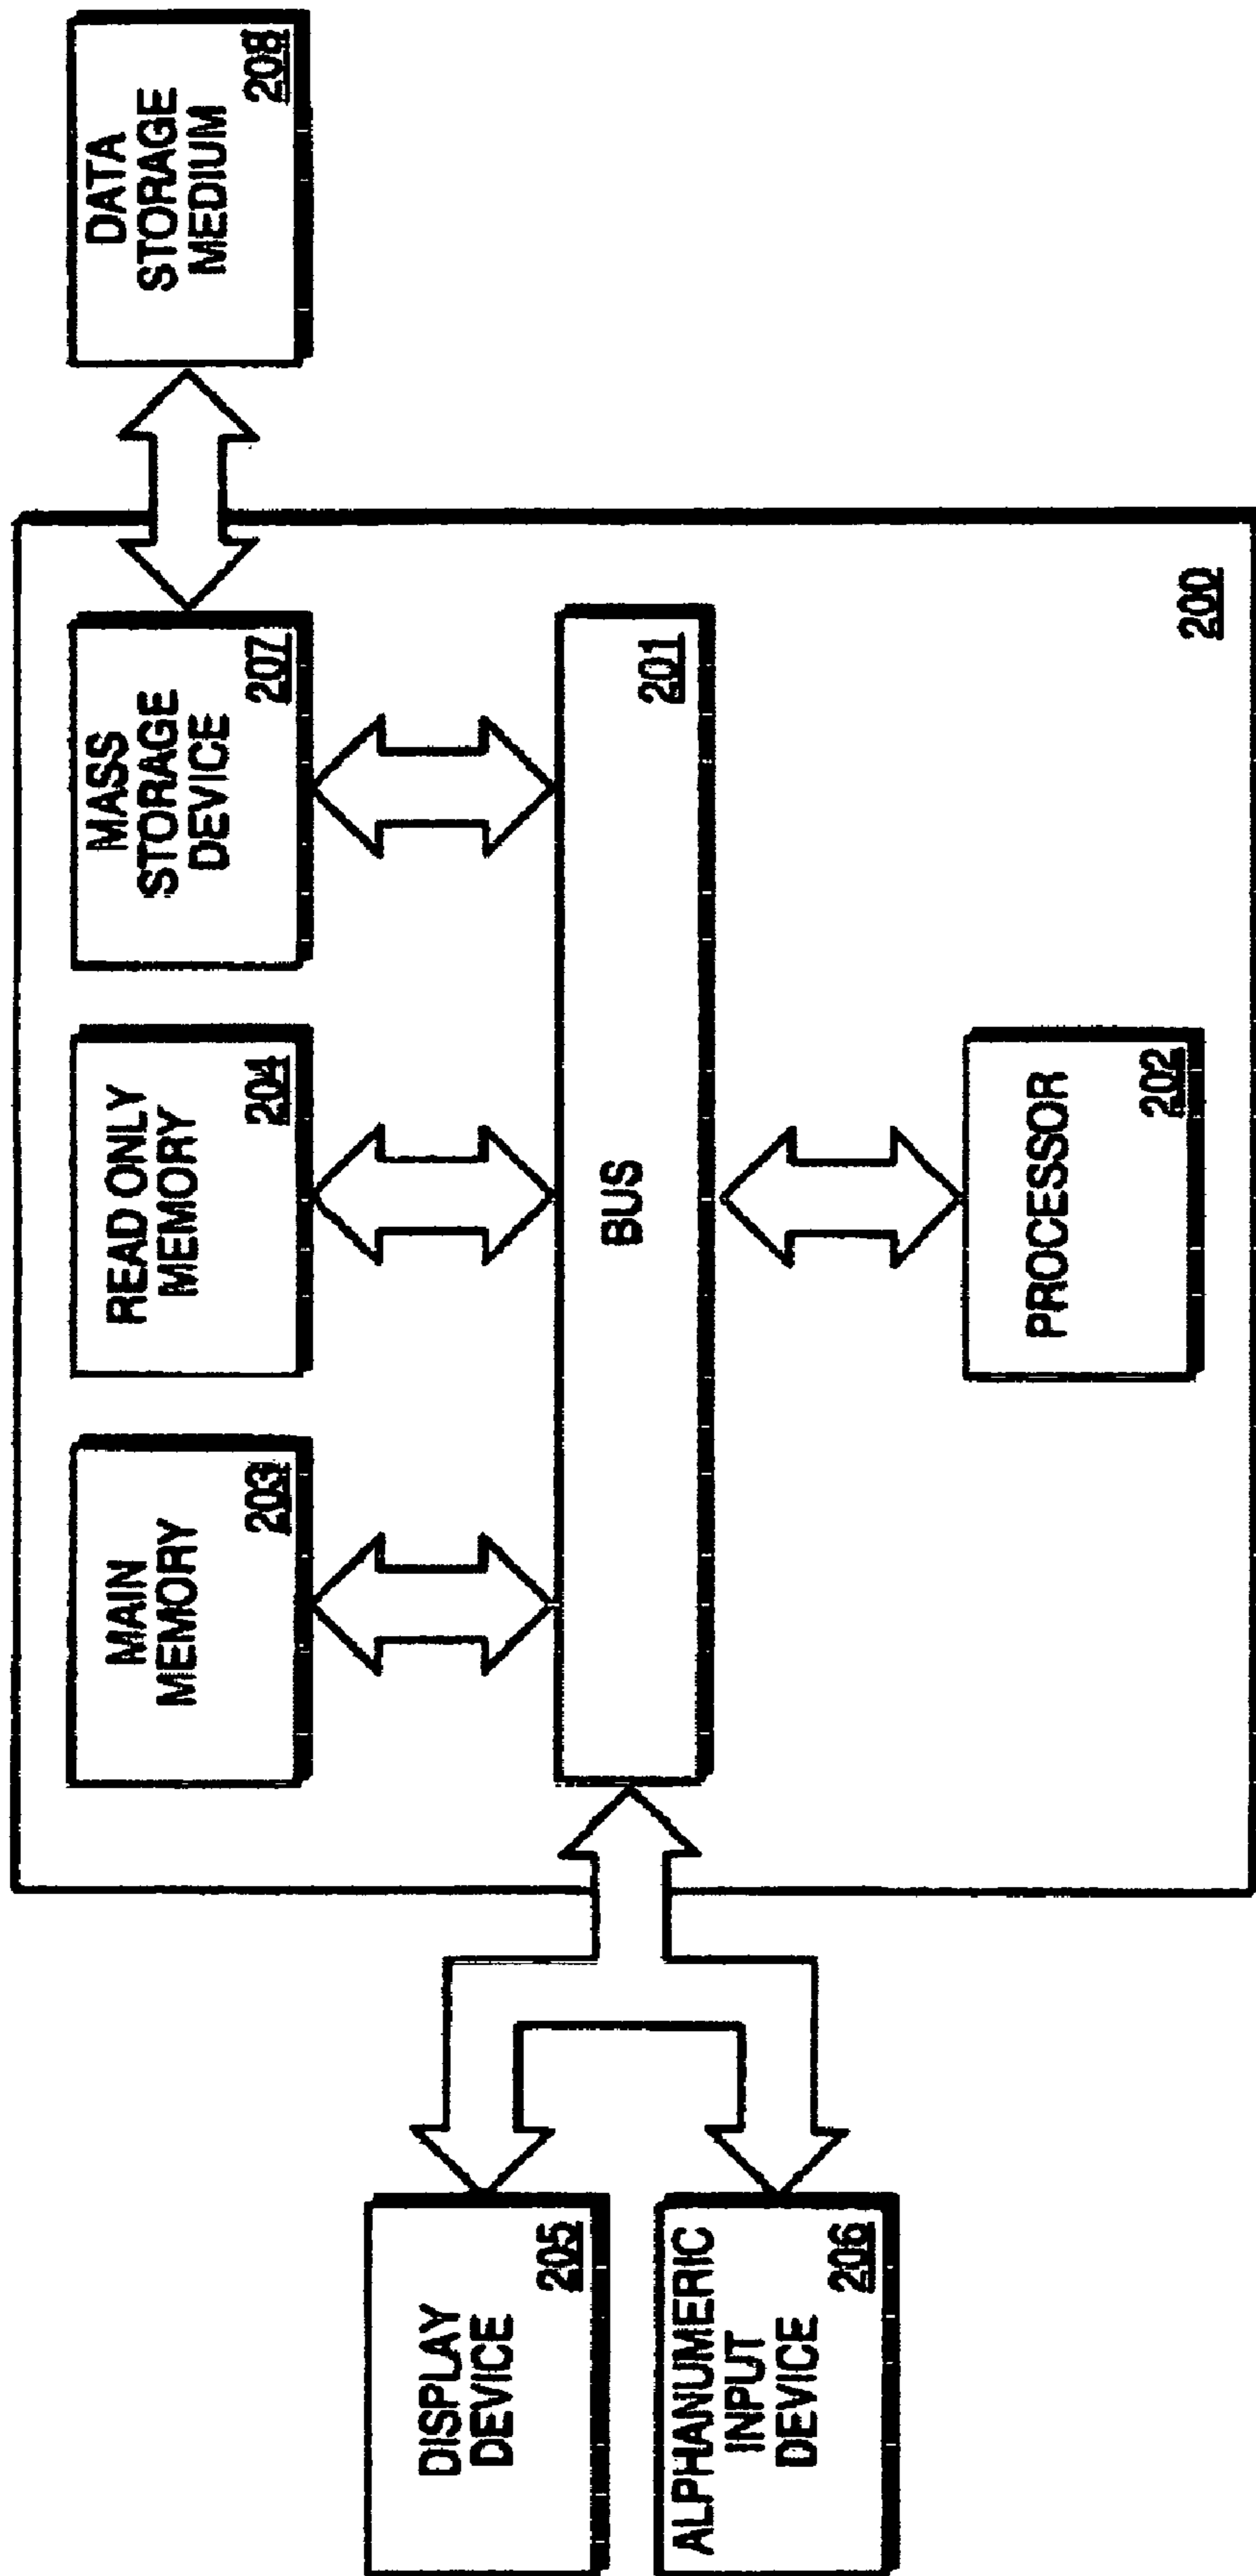 MAIN
MEMORY
203
READ ONLY
MEMORY
204
MASS
STORAGE
DEVICE
207
DATA
STORAGE
MEDIUM
208
DISPLAY
DEVICE
205
BUS
201
ALPHANUMERIC
INPUT
DEVICE
206
PROCESSOR
202
200